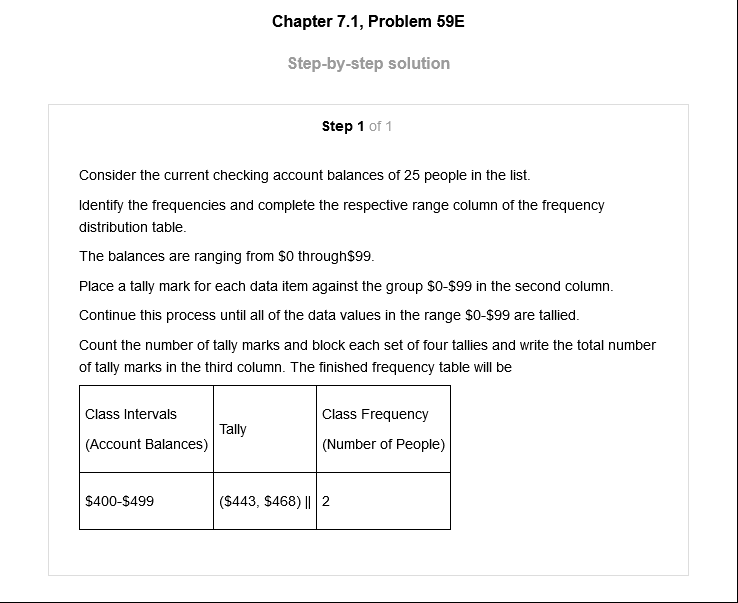 Chapter 7.1, Problem 59E
Step-by-step solution
Step 1 of 1
Consider the current checking account balances of 25 people in the list.
Identify the frequencies and complete the respective range column of the frequency
distribution table.
The balances are ranging from $0 through$99.
Place a tally mark for each data item against the group $0-$99 in the second column.
Continue this process until all of the data values in the range $0-$99 are tallied.
Count the number of tally marks and block each set of four tallies and write the total number
of tally marks in the third column. The finished frequency table will be
Class Intervals
(Account Balances)
Tally
Class Frequency
(Number of People)
$400-$499
($443, $468) ||
2